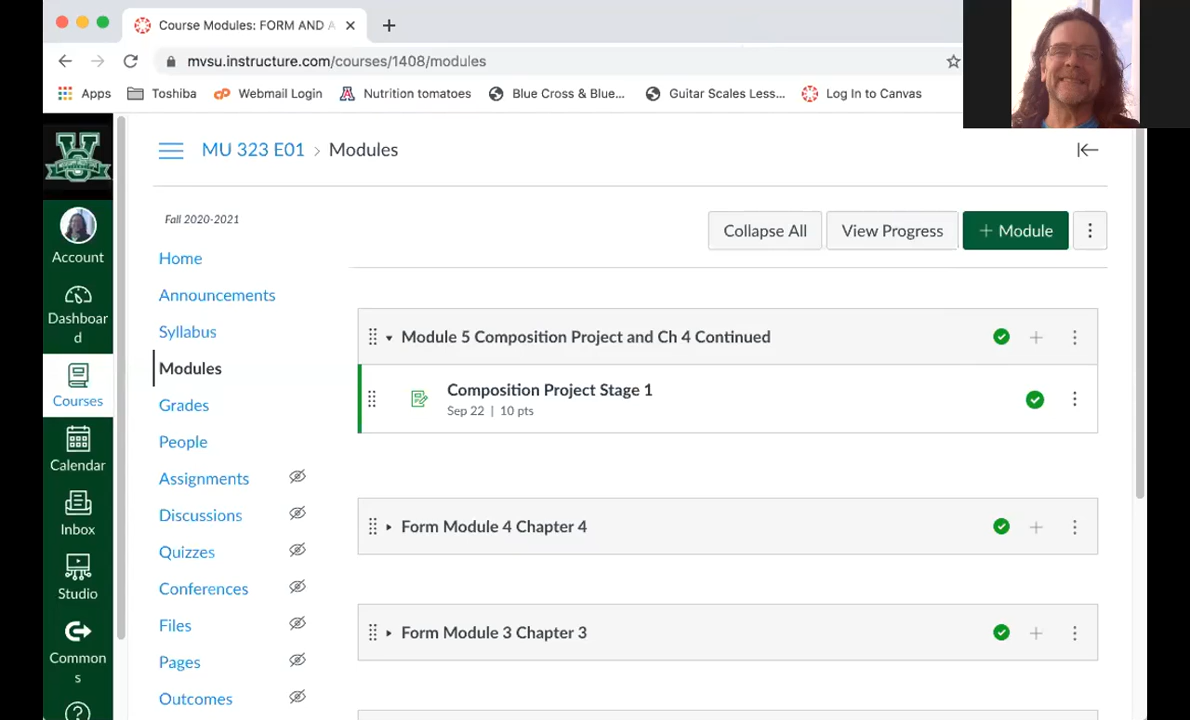 Course Modules: FORM AND A
mvsu.instructure.com/courses/1408/modules
Apps Toshiba Webmail Login Nutrition tomatoes Blue Cross & Blue... Guitar Scales Less... Log In to Canvas
MU 323 E01 > Modules
Fall 2020-2021
Collapse All View Progress + Module
Account
Dashboar
d
Courses
Calendar
Inbox
Studio
Common
s
Home
Announcements
Syllabus
Modules
Grades
People
Assignments
Discussions
Quizzes
Conferences
Files
Pages
Outcomes
Module 5 Composition Project and Ch 4 Continued
Composition Project Stage 1
Sep 22 | 10 pts
Form Module 4 Chapter 4
Form Module 3 Chapter 3